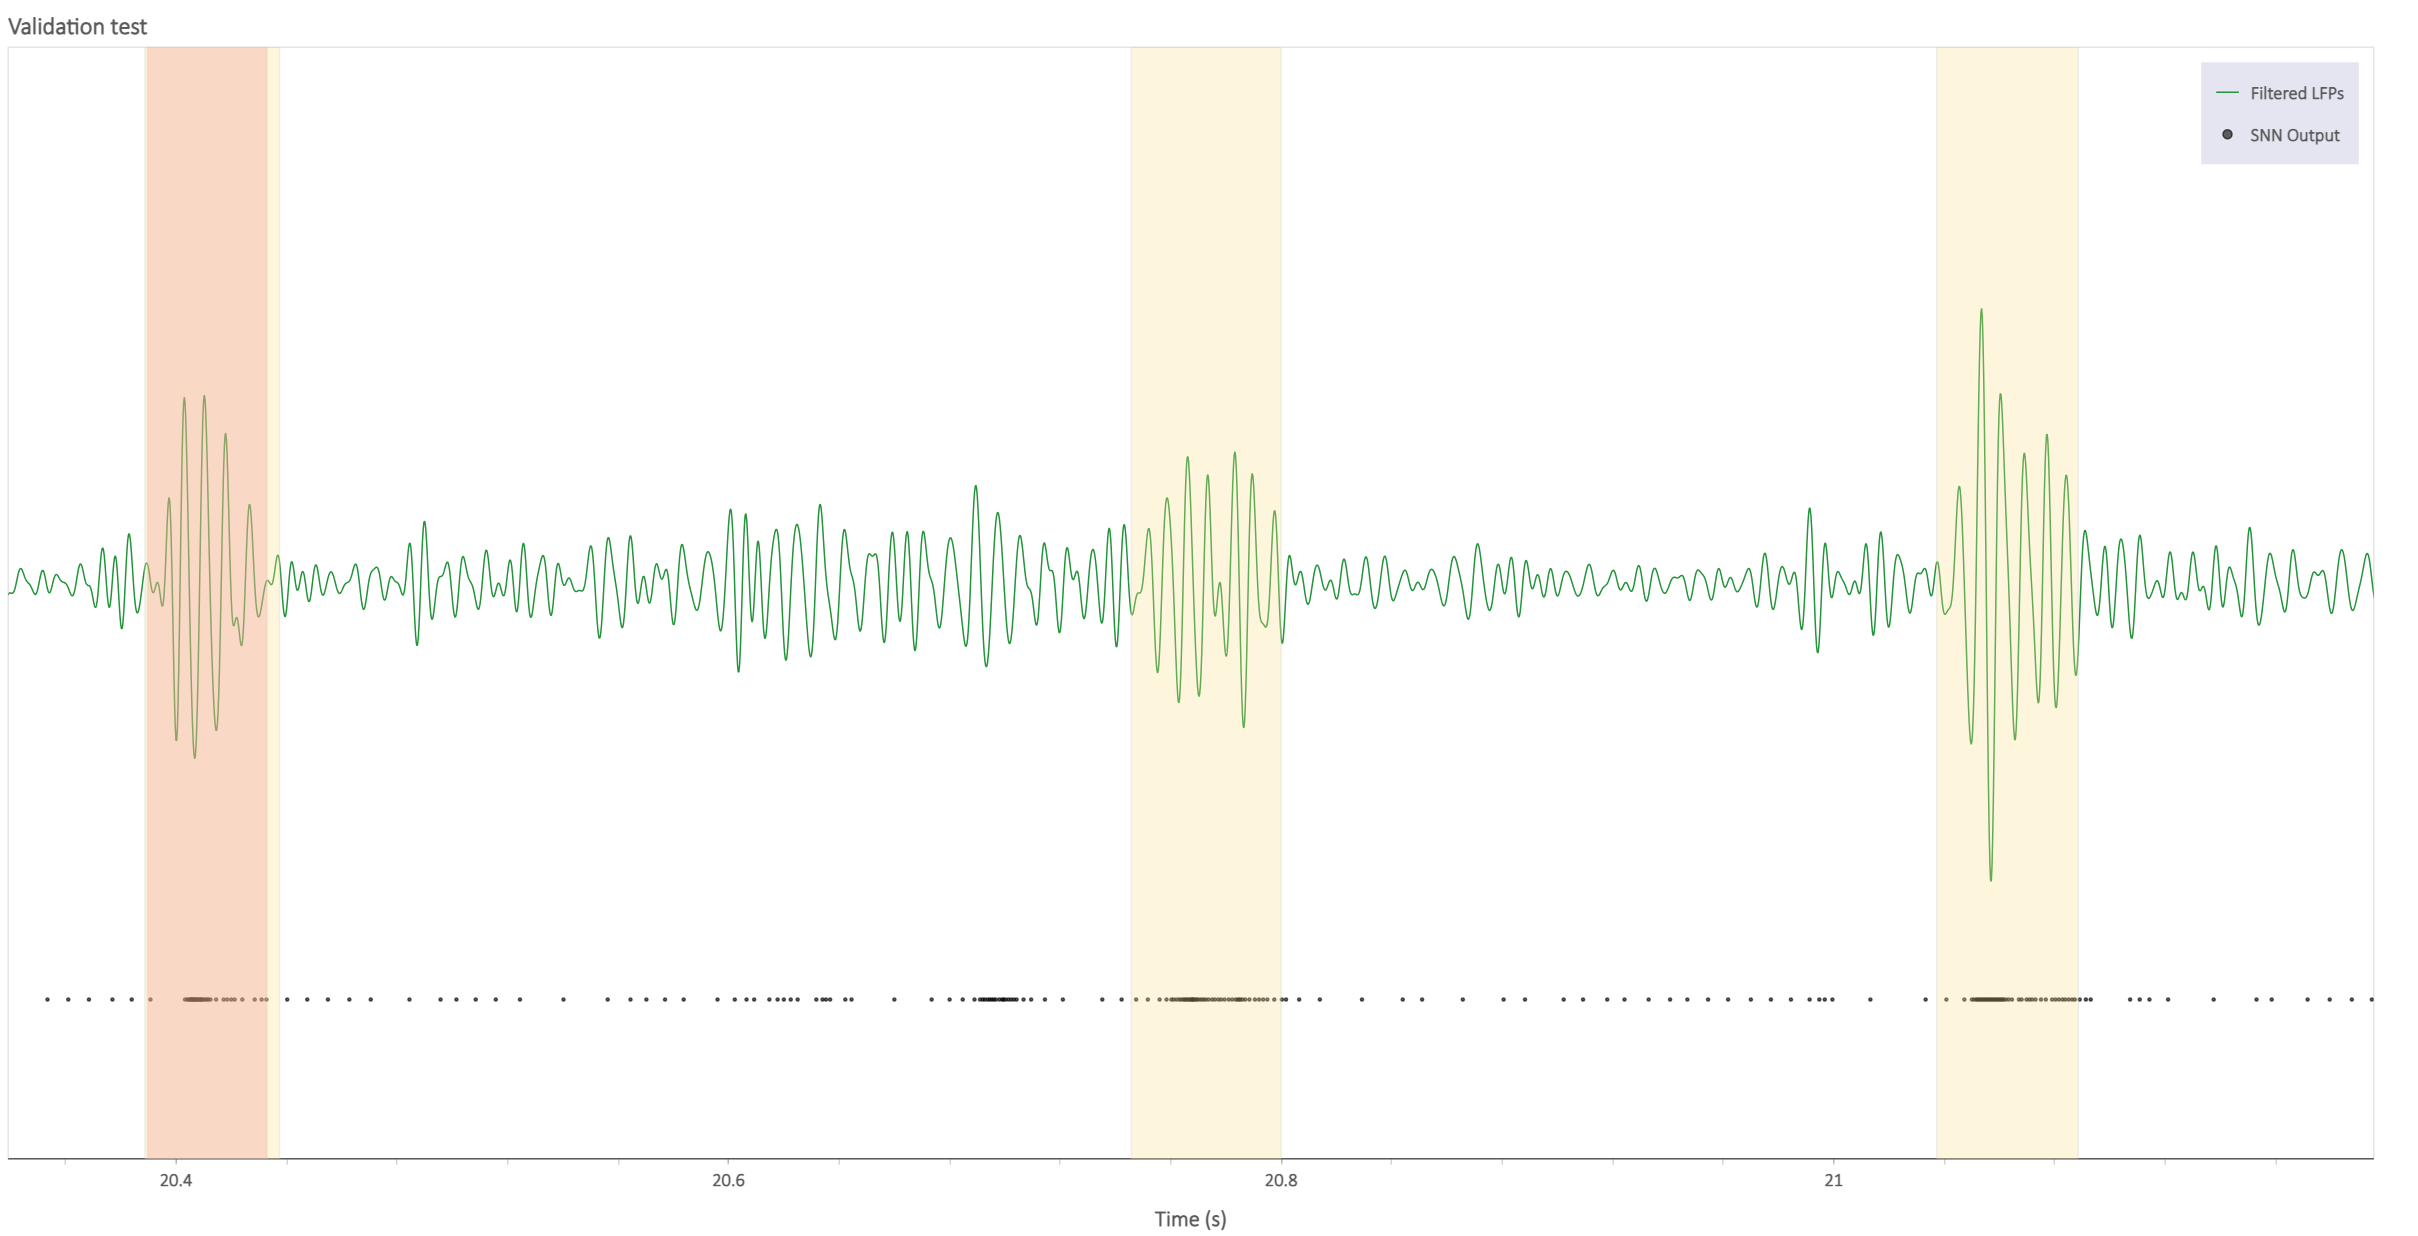 Validation test
Filtered LFPs
SNN Output
20.4
20.6
20.8
21
Time (s)